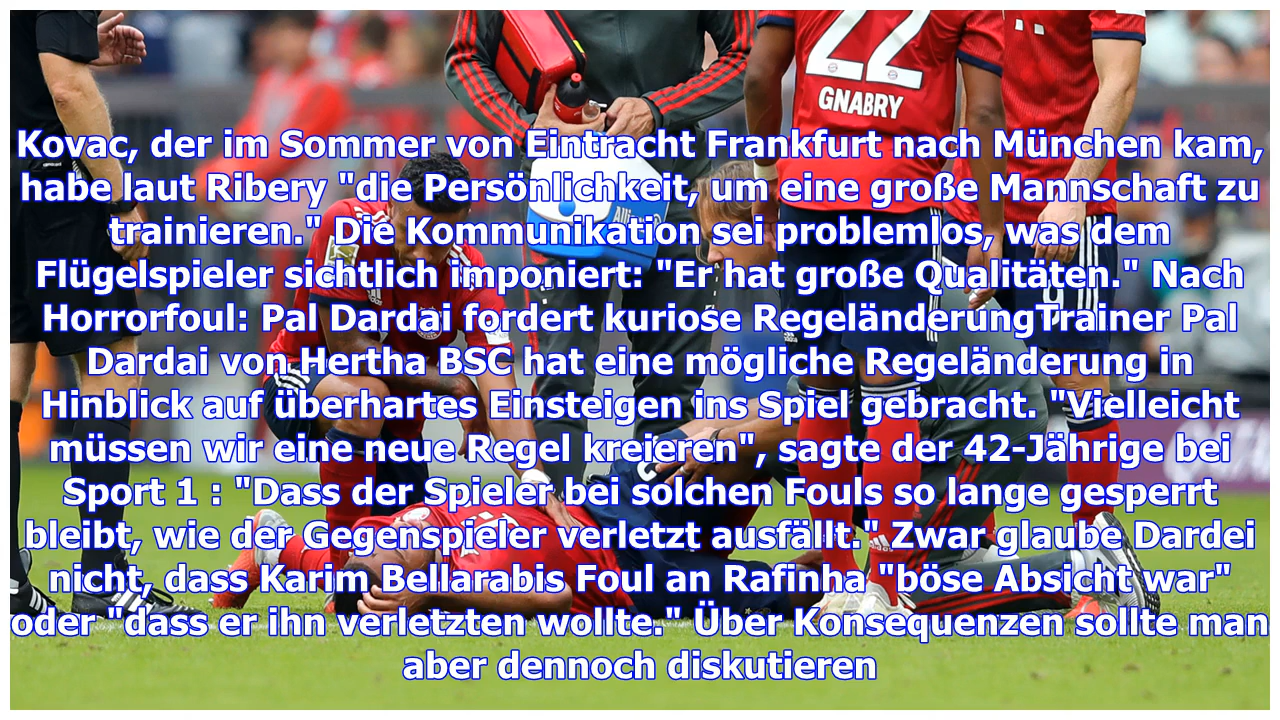 22
GNABRY
Kovac, der im Sommer von Eintracht Frankfurt nach München kam,
habe laut Ribery "die Persönlichkeit, um eine große Mannschaft zu
trainieren." Die Kommunikation sei problemlos, was dem
Flügelspieler sichtlich imponiert: "Er hat große Qualitäten." Nach
Horrorfoul: Pal Dardai fordert kuriose RegeländerungTrainer Pal
Dardai von Hertha BSC hat eine mögliche Regeländerung in
Hinblick auf überhartes Einsteigen ins Spiel gebracht. "Vielleicht
müssen wir eine neue Regel kreieren", sagte der 42-Jährige bei
Sport 1 : "Dass der Spieler bei solchen Fouls so lange gesperrt
bleibt, wie der Gegenspieler verletzt ausfällt." Zwar glaube Dardei
nicht, dass Karim Bellarabis Foul an Rafinha "böse Absicht war"
oder "dass er ihn verletzten wollte." Über Konsequenzen sollte man
aber dennoch diskutieren